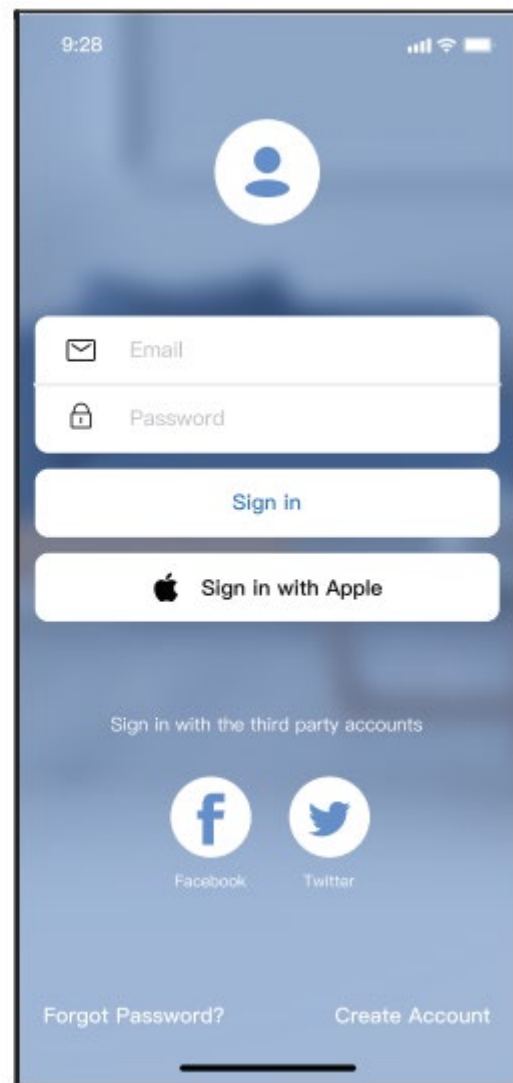 9:28
Email
Password
Sign in
Sign in with Apple
Sign in with the third party accounts
Facebook Twitter
Forgot Password? Create Account